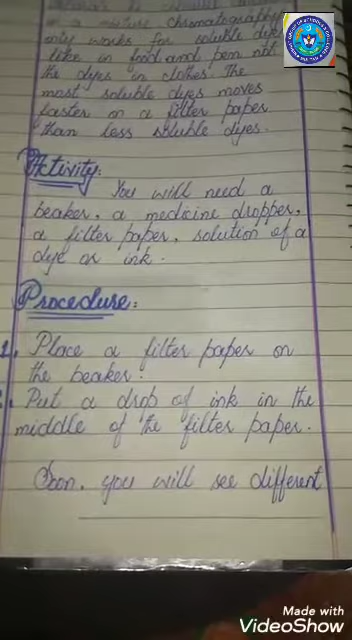 in a mixture. Chromatography
only works for soluble dyes
like in food and pen not
the dyes in clothes. The
most soluble dyes moves
faster on a filter paper
than less soluble dyes.
Activity:
You will need a
beaker, a medicine dropper,
a filter paper, solution of a
dye or ink.
Procedure:
1. Place a filter paper on
the beaker.
. Put a drop of ink in the
middle of the filter paper.
Soon, you will see different
Made with
VideoShow